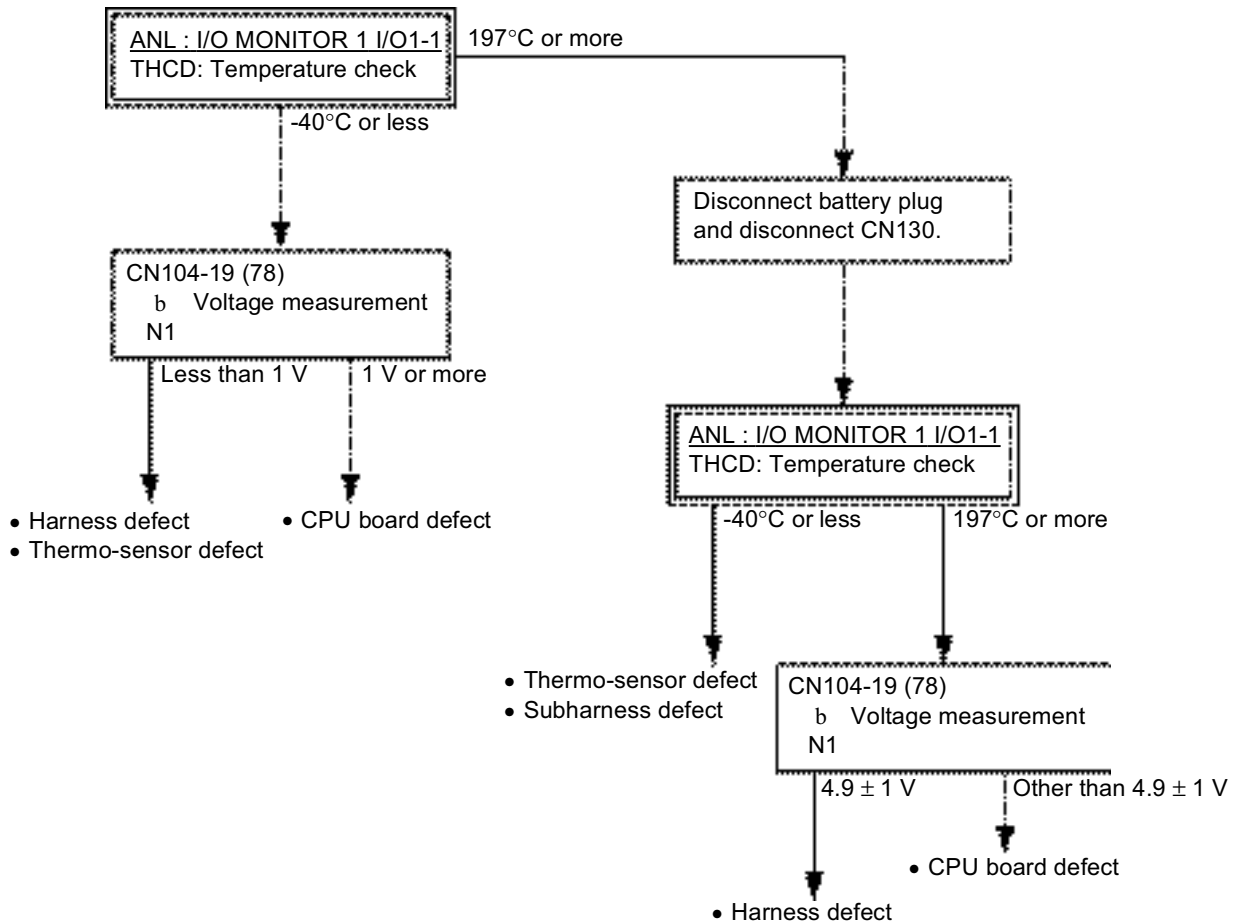 ANL : I/O MONITOR 1 I/O1-1
THCD: Temperature check
197°C or more
-40°C or less
Disconnect battery plug
and disconnect CN130.
CN104-19 (78)
b Voltage measurement
N1
Less than 1 V
1 V or more
ANL : I/O MONITOR 1 I/O1-1
THCD: Temperature check
• Harness defect
• Thermo-sensor defect
• CPU board defect
-40°C or less
197°C or more
• Thermo-sensor defect
• Subharness defect
CN104-19 (78)
b Voltage measurement
N1
4.9 ± 1 V
Other than 4.9 ± 1 V
• CPU board defect
• Harness defect